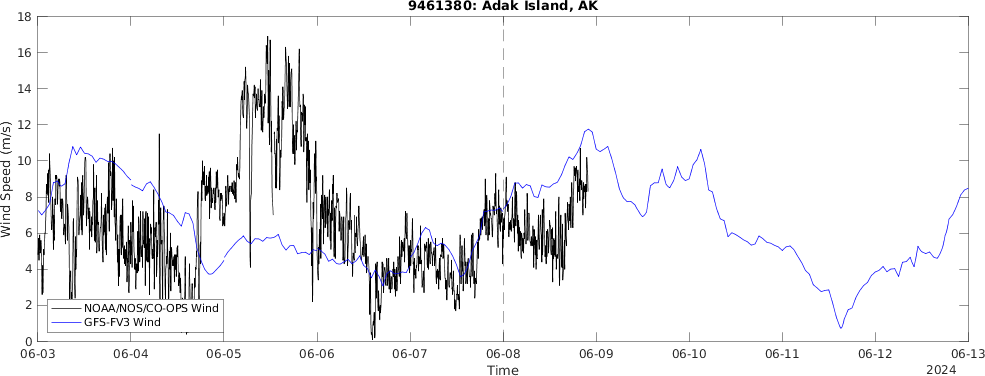 9461380: Adak Island, AK
Wind Speed (m/s)
18
16
14
12
10
8
6
4
2
0
NOAA/NOS/CO-OPS Wind
GFS-FV3 Wind
06-03 06-04 06-05 06-06 06-07 06-08 06-09 06-10 06-11 06-12 06-13
Time
2024